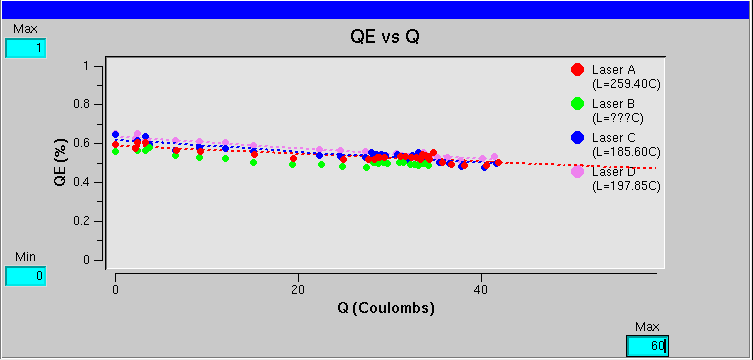 QE vs Q
Max
1
Min
0
QE (%)
1
0.8
0.6
0.4
0.2
0
0
20
40
Q (Coulombs)
Laser A
(L=259.40C)
Laser B
(L=???C)
Laser C
(L=185.60C)
Laser D
(L=197.85C)
Max
60